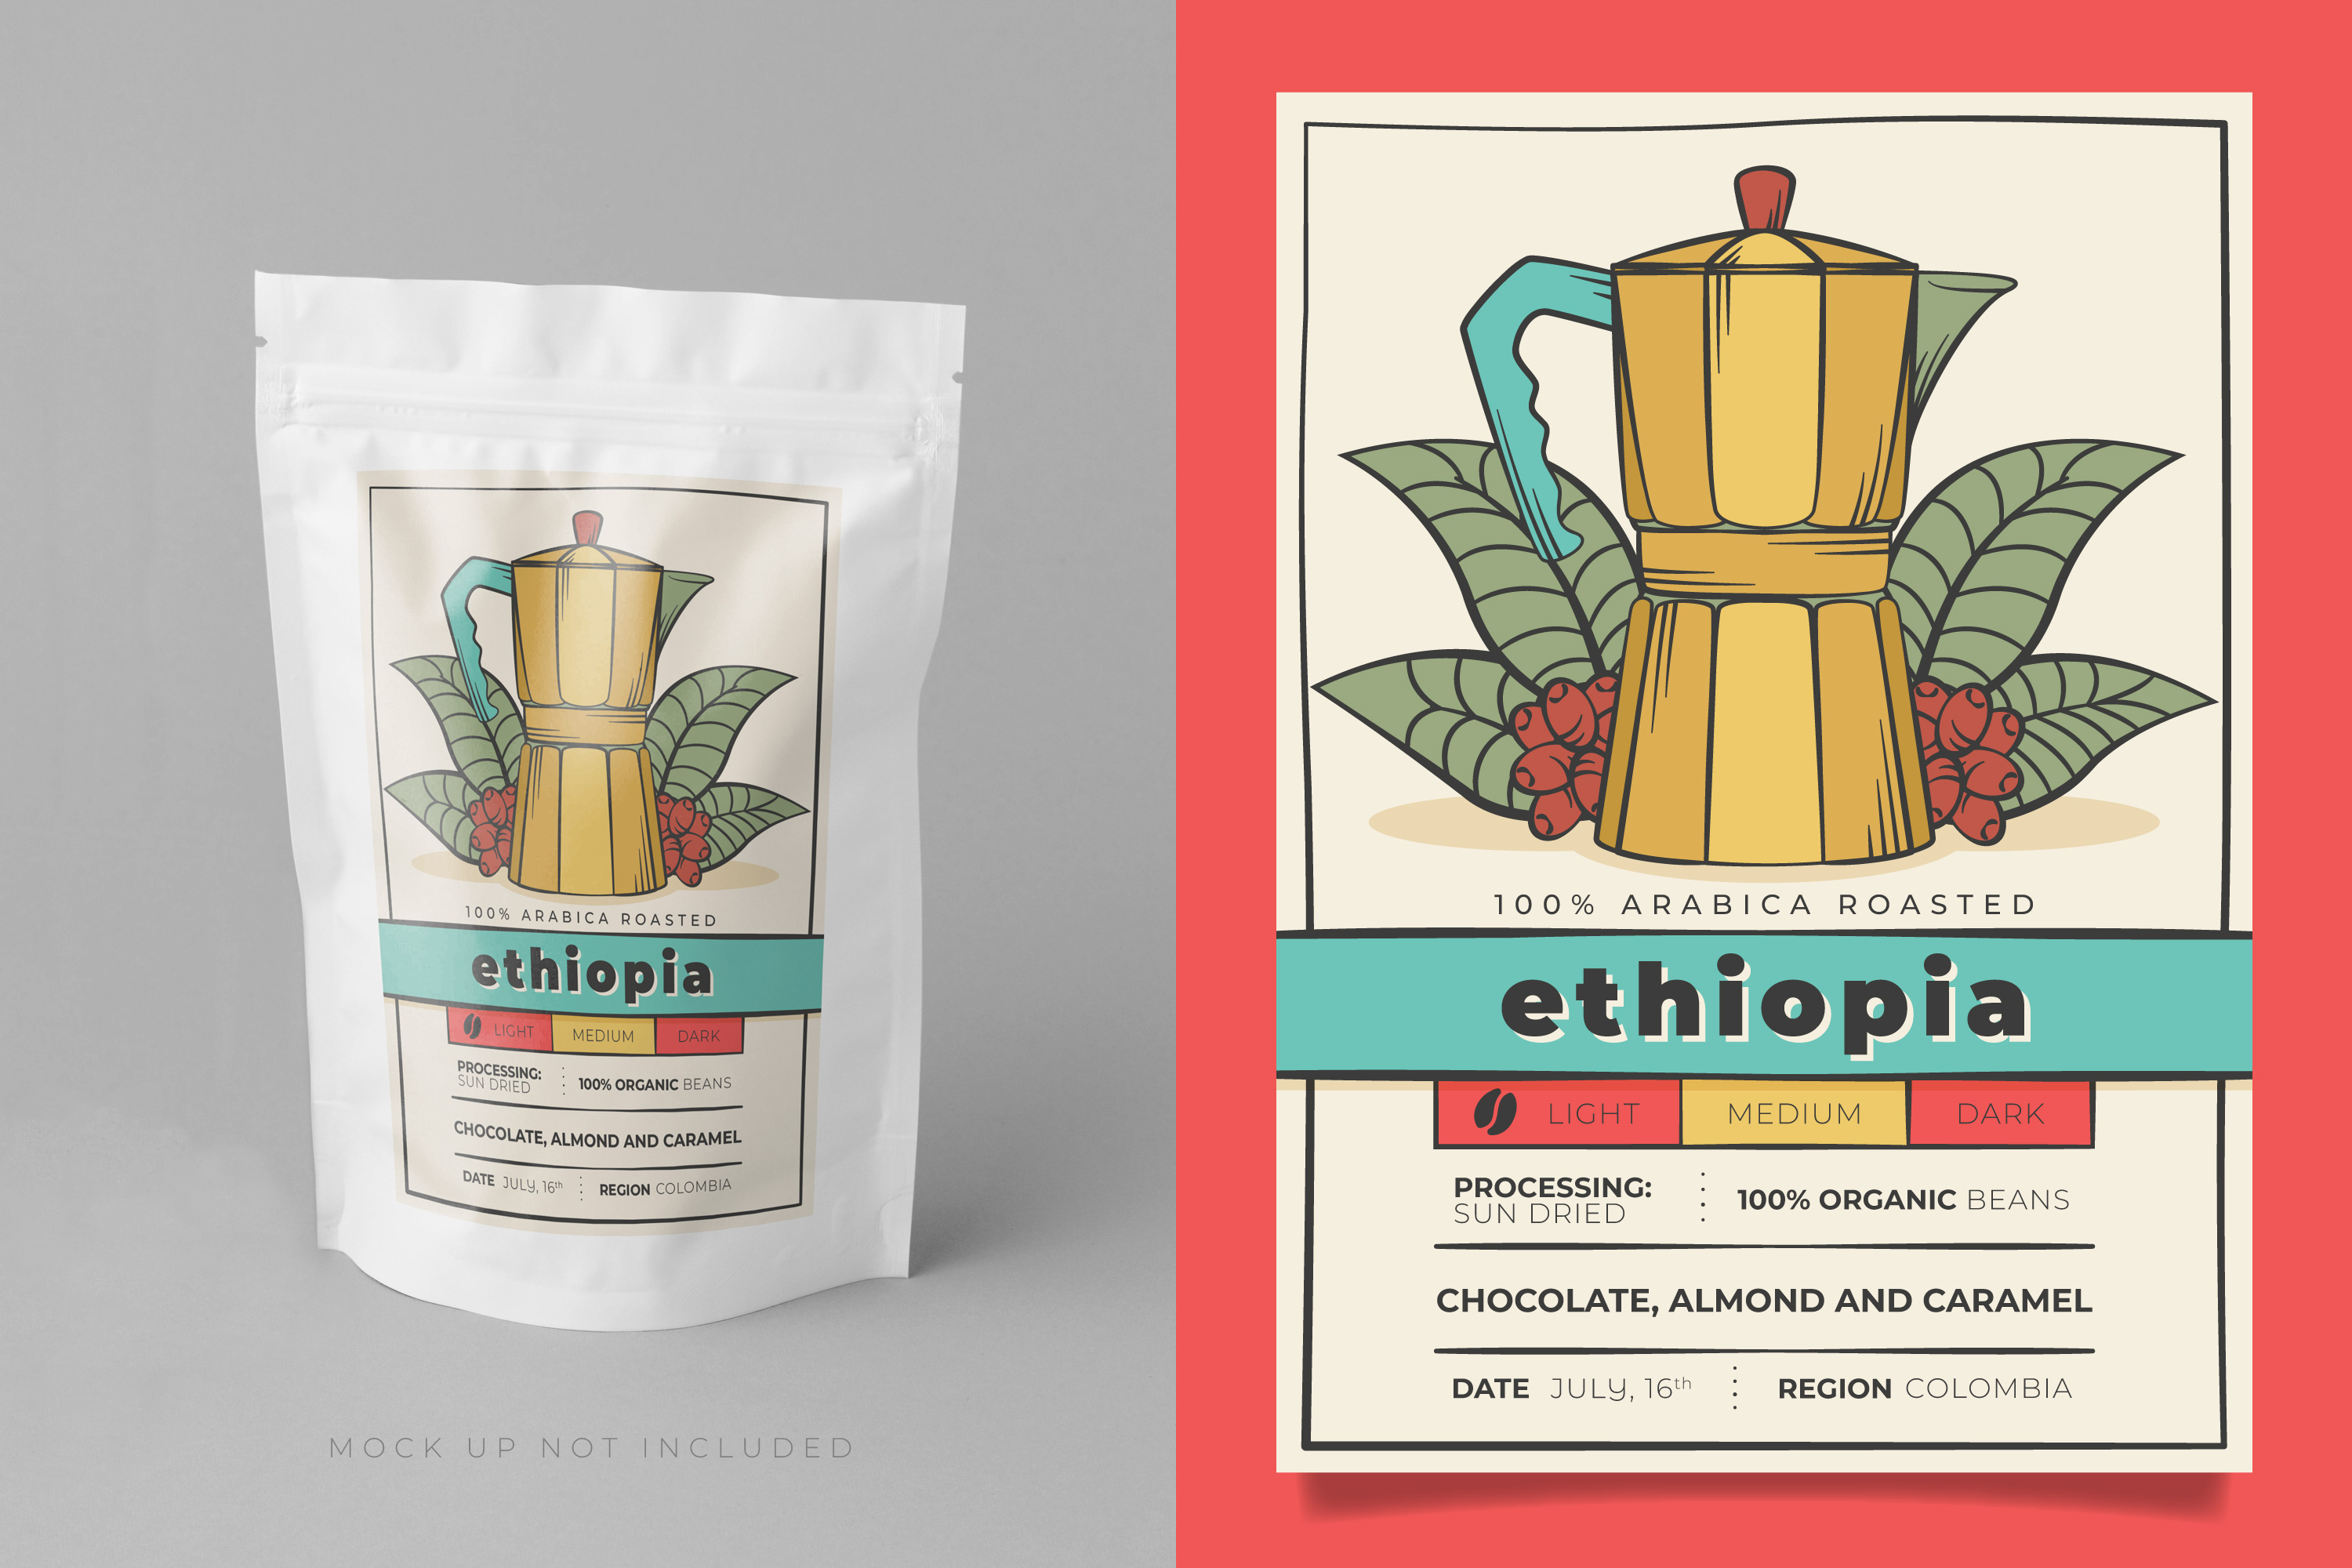 100% ARABICA ROASTED
ethiopia
LIGHT MEDIUM DARK
PROCESSING:
SUN DRIED
100% ORGANIC BEANS
CHOCOLATE, ALMOND AND CARAMEL
DATE JULY, 16th
REGION COLOMBIA
MOCK UP NOT INCLUDED
100% ARABICA ROASTED
ethiopia
LIGHT MEDIUM DARK
PROCESSING:
SUN DRIED
100% ORGANIC BEANS
CHOCOLATE, ALMOND AND CARAMEL
DATE JULY, 16th
REGION COLOMBIA